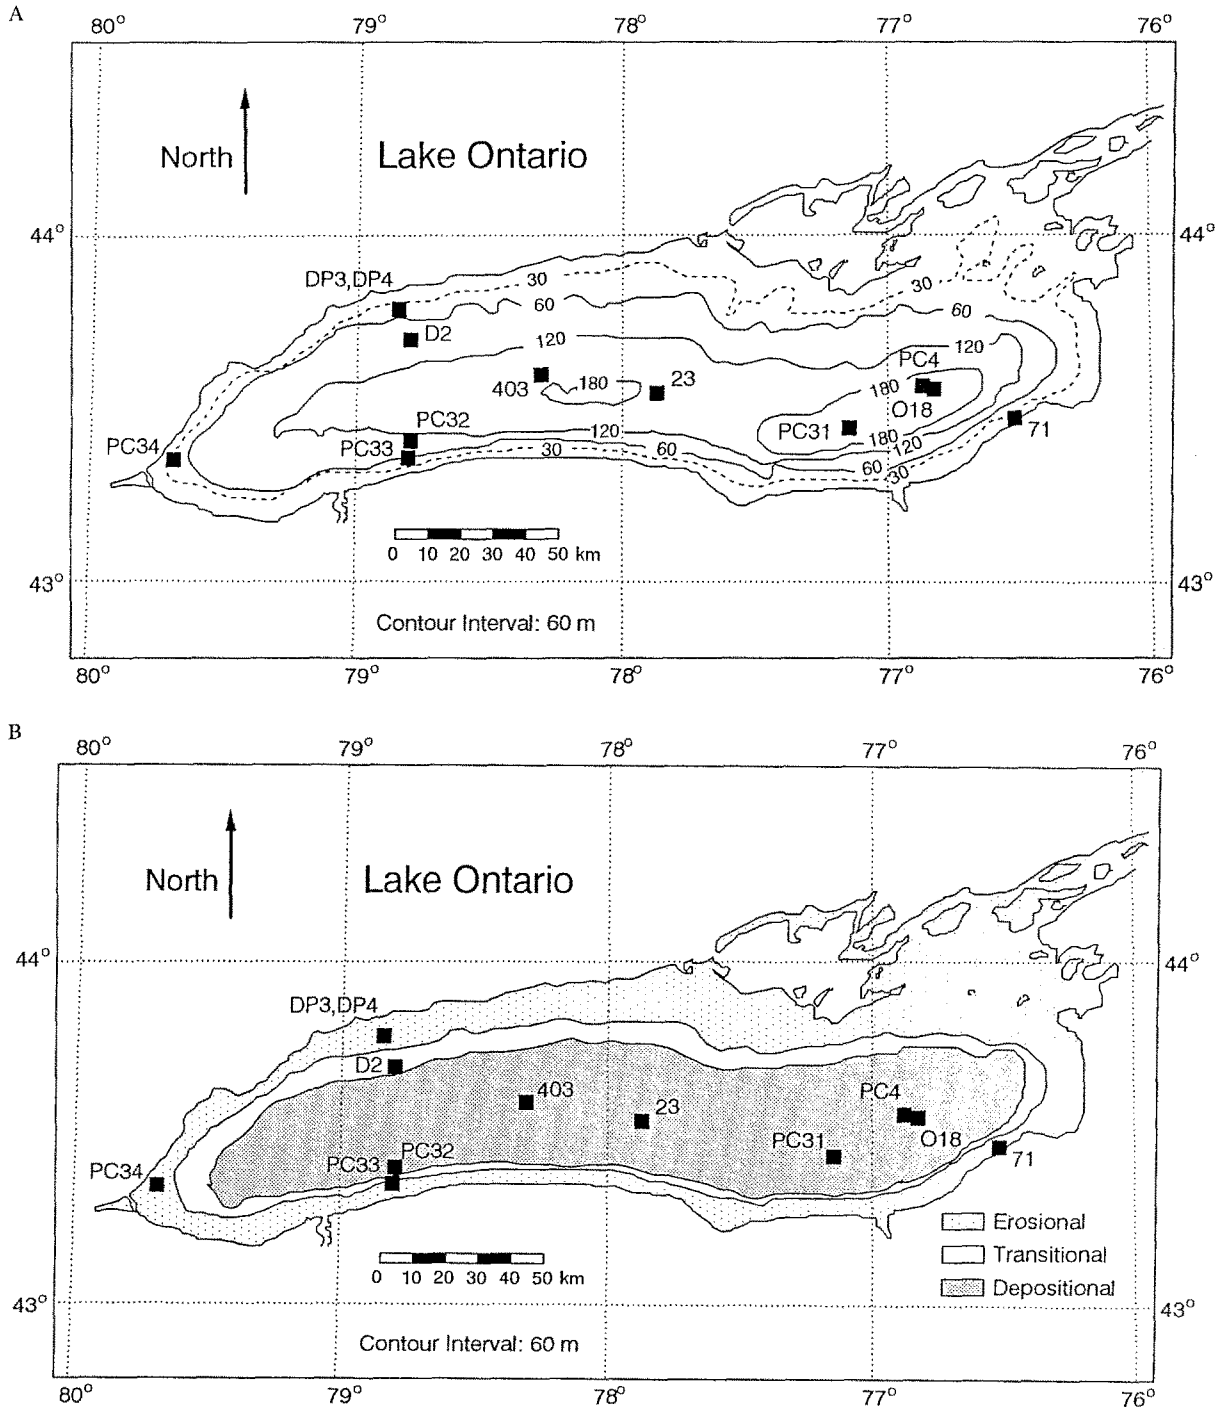 A
80° 79° 78° 77° 76°
North
Lake Ontario
44° 44°
DP3,DP4
30
30
60
60
D2
120
120
PC4
403
180
23
180
O18
PC32
PC31
71
PC34
PC33
120
180
120
30
60
60
30
0 10 20 30 40 50 km
43° 43°
Contour Interval: 60 m
80° 79° 78° 77° 76°
B
80° 79° 78° 77° 76°
North
Lake Ontario
44° 44°
DP3,DP4
D2
403
23
PC4
O18
PC31
71
PC32
PC33
PC34
Erosional
Transitional
Depositional
0 10 20 30 40 50 km
43° 43°
Contour Interval: 60 m
80° 79° 78° 77° 76°